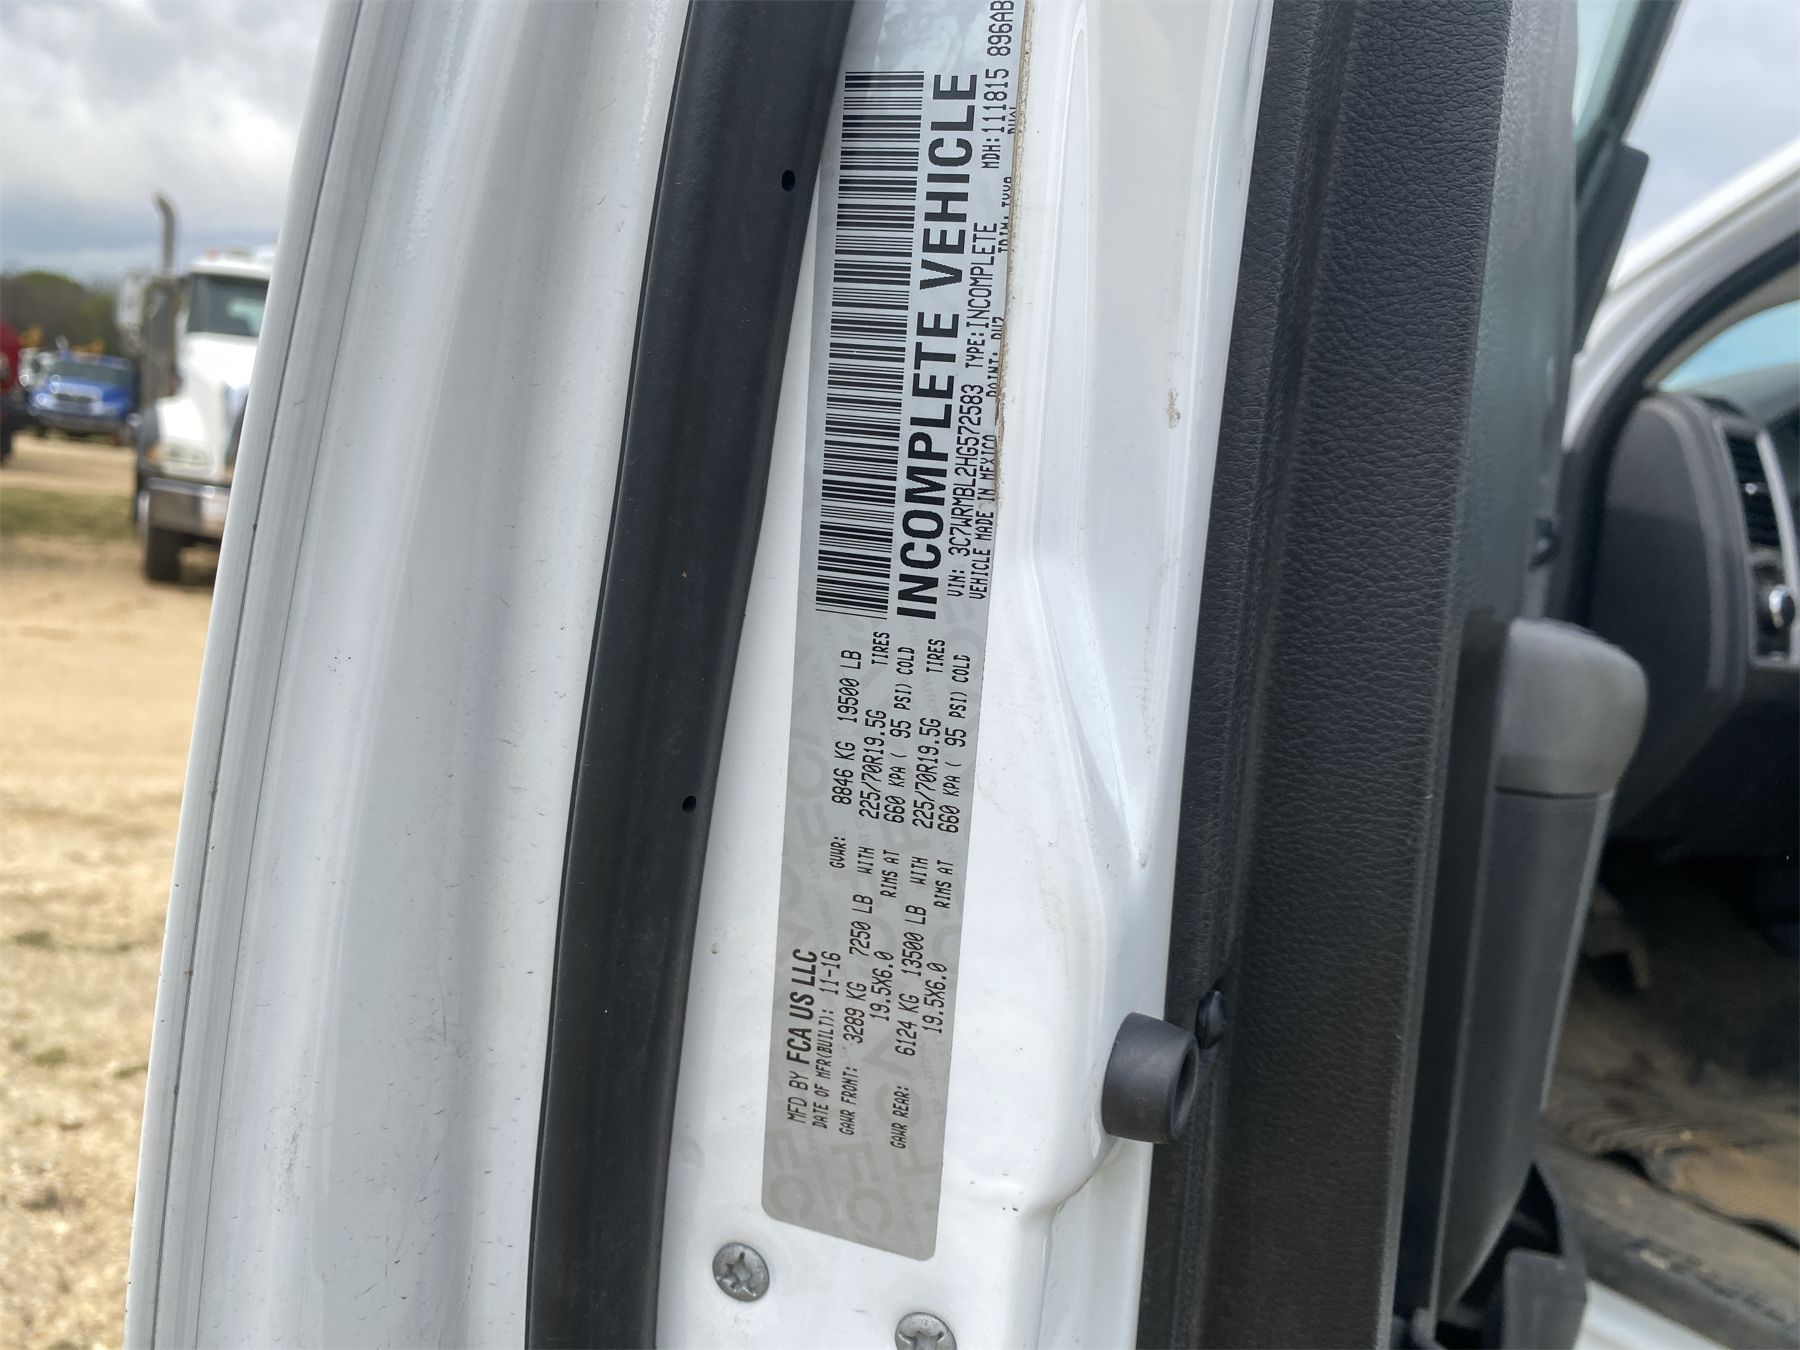 MFD BY FCA US LLC
DATE OF MFR(BUILT): 11-16 GVWR: 8846 KG 19500 LB
GAWR FRONT: 3289 KG 7250 LB WITH 225/70R19.5G TIRES
19.5X6.0 RIMS AT 660 KPA ( 95 PSI) COLD
GAWR REAR: 6124 KG 13500 LB WITH 225/70R19.5G TIRES
19.5X6.0 RIMS AT 660 KPA ( 95 PSI) COLD
INCOMPLETE VEHICLE
VIN: 3C7WRMBL2HG572583 TYPE:INCOMPLETE MDH:111815 896AB
VEHICLE MADE IN MEXICO